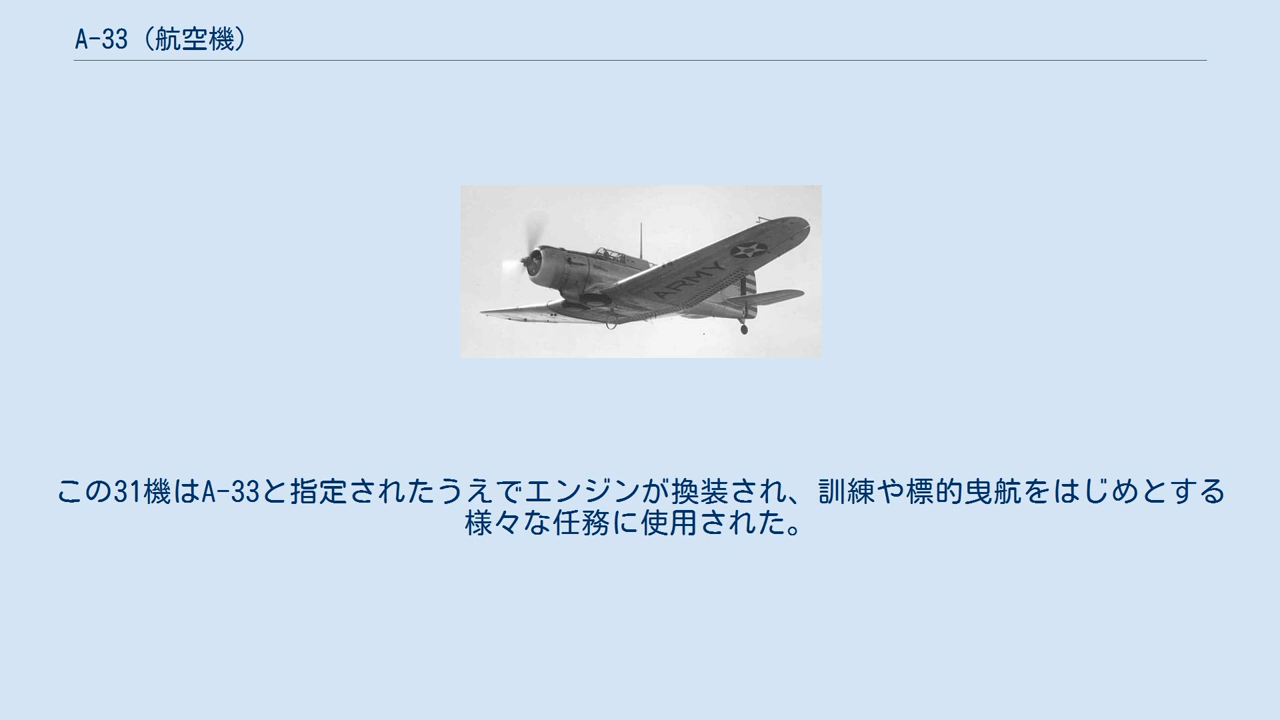 A-33（航空機）
ARMY
この31機はA-33と指定されたうえでエンジンが換装され、訓練や標的曳航をはじめとする
様々な任務に使用された。